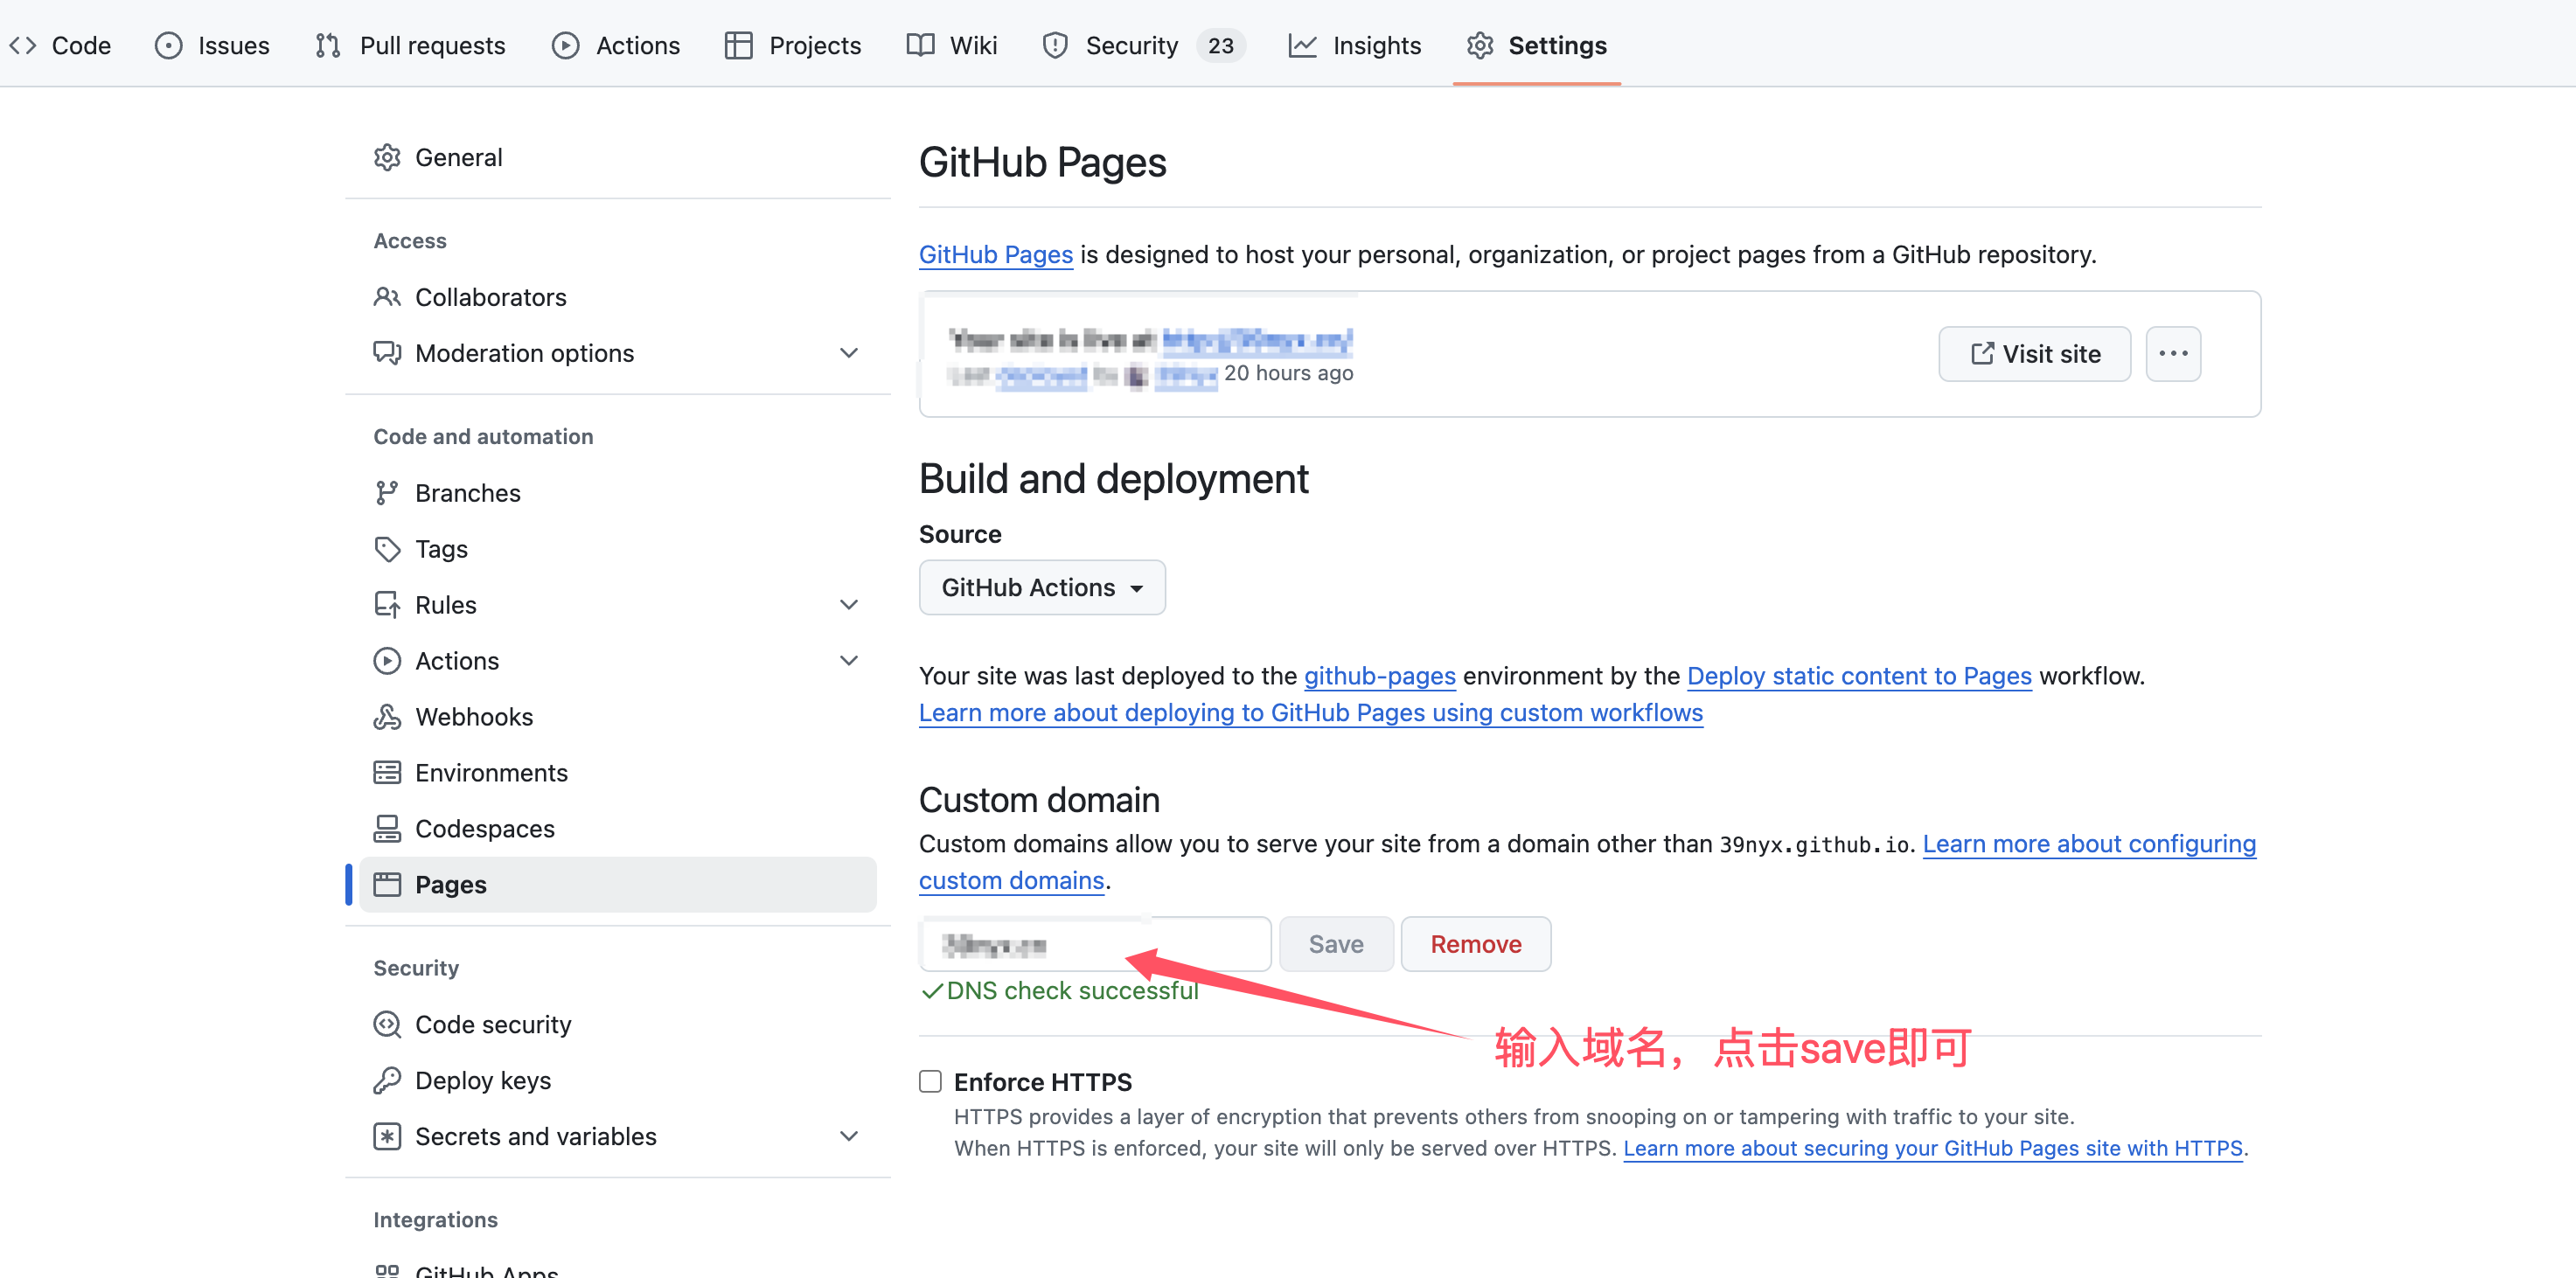 Code Issues Pull requests Actions Projects Wiki Security 23 Insights Settings
General
Access
Collaborators
Moderation options
Code and automation
Branches
Tags
Rules
Actions
Webhooks
Environments
Codespaces
Pages
Security
Code security
Deploy keys
Secrets and variables
Integrations
GitHub Apps
GitHub Pages
GitHub Pages is designed to host your personal, organization, or project pages from a GitHub repository.
Your site is live at
20 hours ago
Visit site
Build and deployment
Source
GitHub Actions
Your site was last deployed to the github-pages environment by the Deploy static content to Pages workflow.
Learn more about deploying to GitHub Pages using custom workflows
Custom domain
Custom domains allow you to serve your site from a domain other than 39nyx.github.io. Learn more about configuring
custom domains.
Save Remove
DNS check successful
输入域名，点击save即可
Enforce HTTPS
HTTPS provides a layer of encryption that prevents others from snooping on or tampering with traffic to your site.
When HTTPS is enforced, your site will only be served over HTTPS. Learn more about securing your GitHub Pages site with HTTPS.